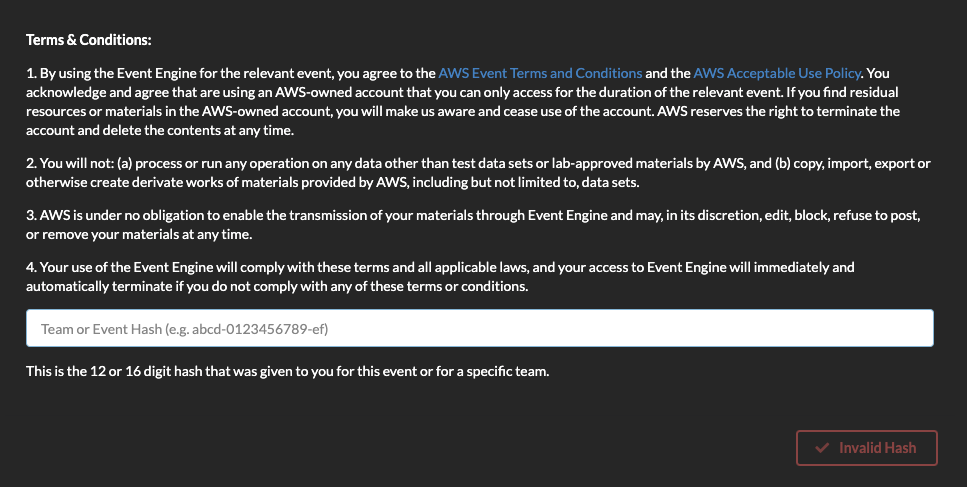 Terms & Conditions:
1. By using the Event Engine for the relevant event, you agree to the AWS Event Terms and Conditions and the AWS Acceptable Use Policy. You
acknowledge and agree that are using an AWS-owned account that you can only access for the duration of the relevant event. If you find residual
resources or materials in the AWS-owned account, you will make us aware and cease use of the account. AWS reserves the right to terminate the
account and delete the contents at any time.
2. You will not: (a) process or run any operation on any data other than test data sets or lab-approved materials by AWS, and (b) copy, import, export or
otherwise create derivate works of materials provided by AWS, including but not limited to, data sets.
3. AWS is under no obligation to enable the transmission of your materials through Event Engine and may, in its discretion, edit, block, refuse to post,
or remove your materials at any time.
4. Your use of the Event Engine will comply with these terms and all applicable laws, and your access to Event Engine will immediately and
automatically terminate if you do not comply with any of these terms or conditions.
Team or Event Hash (e.g. abcd-0123456789-ef)
This is the 12 or 16 digit hash that was given to you for this event or for a specific team.
Invalid Hash